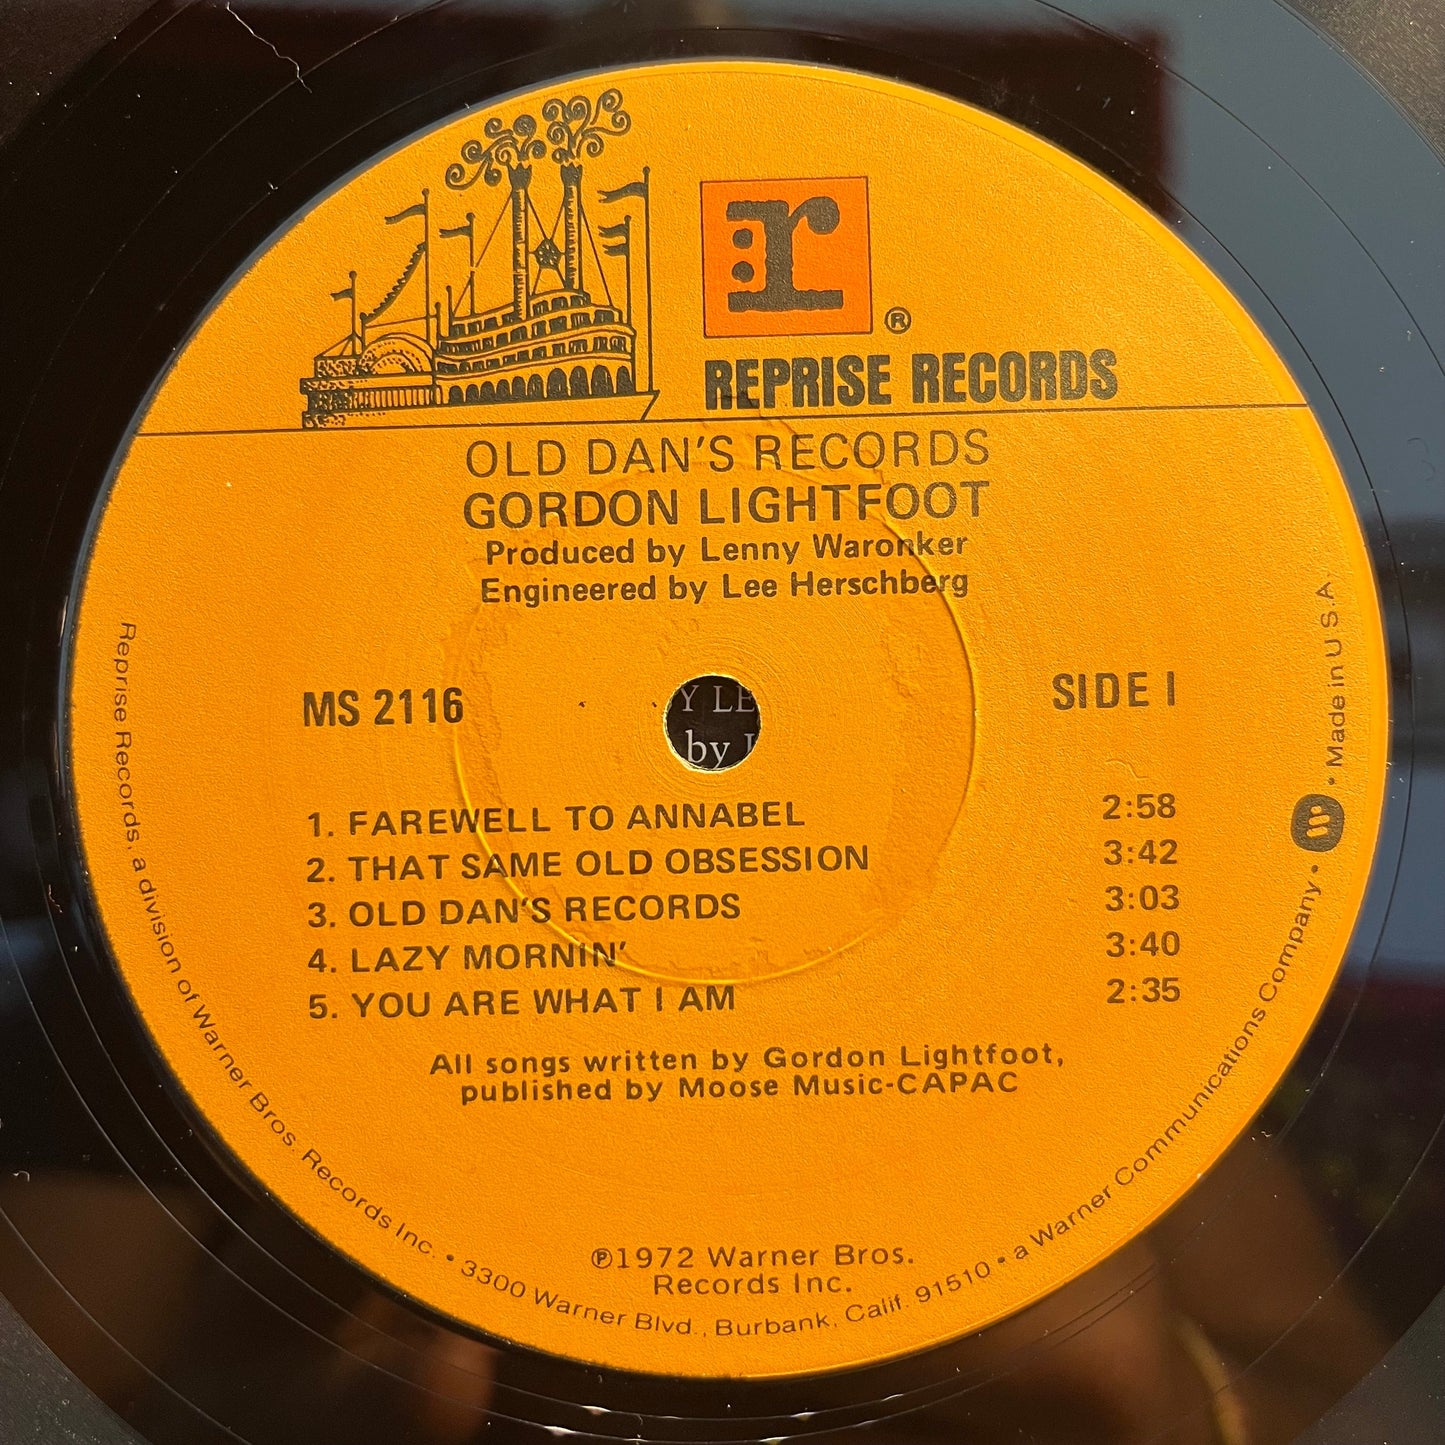 r ®
REPRISE RECORDS
OLD DAN'S RECORDS
GORDON LIGHTFOOT
Produced by Lenny Waronker
Engineered by Lee Herschberg
MS 2116
SIDE I
1. FAREWELL TO ANNABEL 2:58
2. THAT SAME OLD OBSESSION 3:42
3. OLD DAN'S RECORDS 3:03
4. LAZY MORNIN' 3:40
5. YOU ARE WHAT I AM 2:35
All songs written by Gordon Lightfoot,
published by Moose Music-CAPAC
℗1972 Warner Bros.
Records Inc.
Reprise Records, a division of Warner Bros. Records Inc. • 3300 Warner Blvd., Burbank, Calif. 91510 • a Warner Communications Company • W • Made in U S.A
by